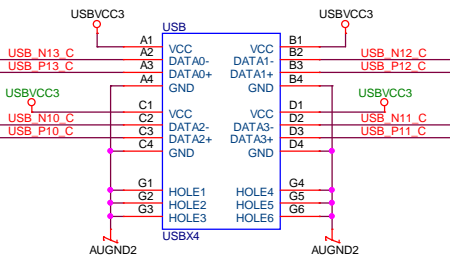 USBVCC3 USBVCC3
USB
A1 B1
VCC VCC
USB_N13_C A2 DATA0- DATA1- B2 USB_N12_C
USB_P13_C A3 DATA0+ DATA1+ B3 USB_P12_C
A4 GND GND B4
USBVCC3 USBVCC3
C1 VCC VCC D1
USB_N10_C C2 DATA2- DATA3- D2 USB_N11_C
USB_P10_C C3 DATA2+ DATA3+ D3 USB_P11_C
C4 GND GND D4
G1 HOLE1 HOLE4 G4
G2 HOLE2 HOLE5 G5
G3 HOLE3 HOLE6 G6
USBX4
AUGND2 AUGND2